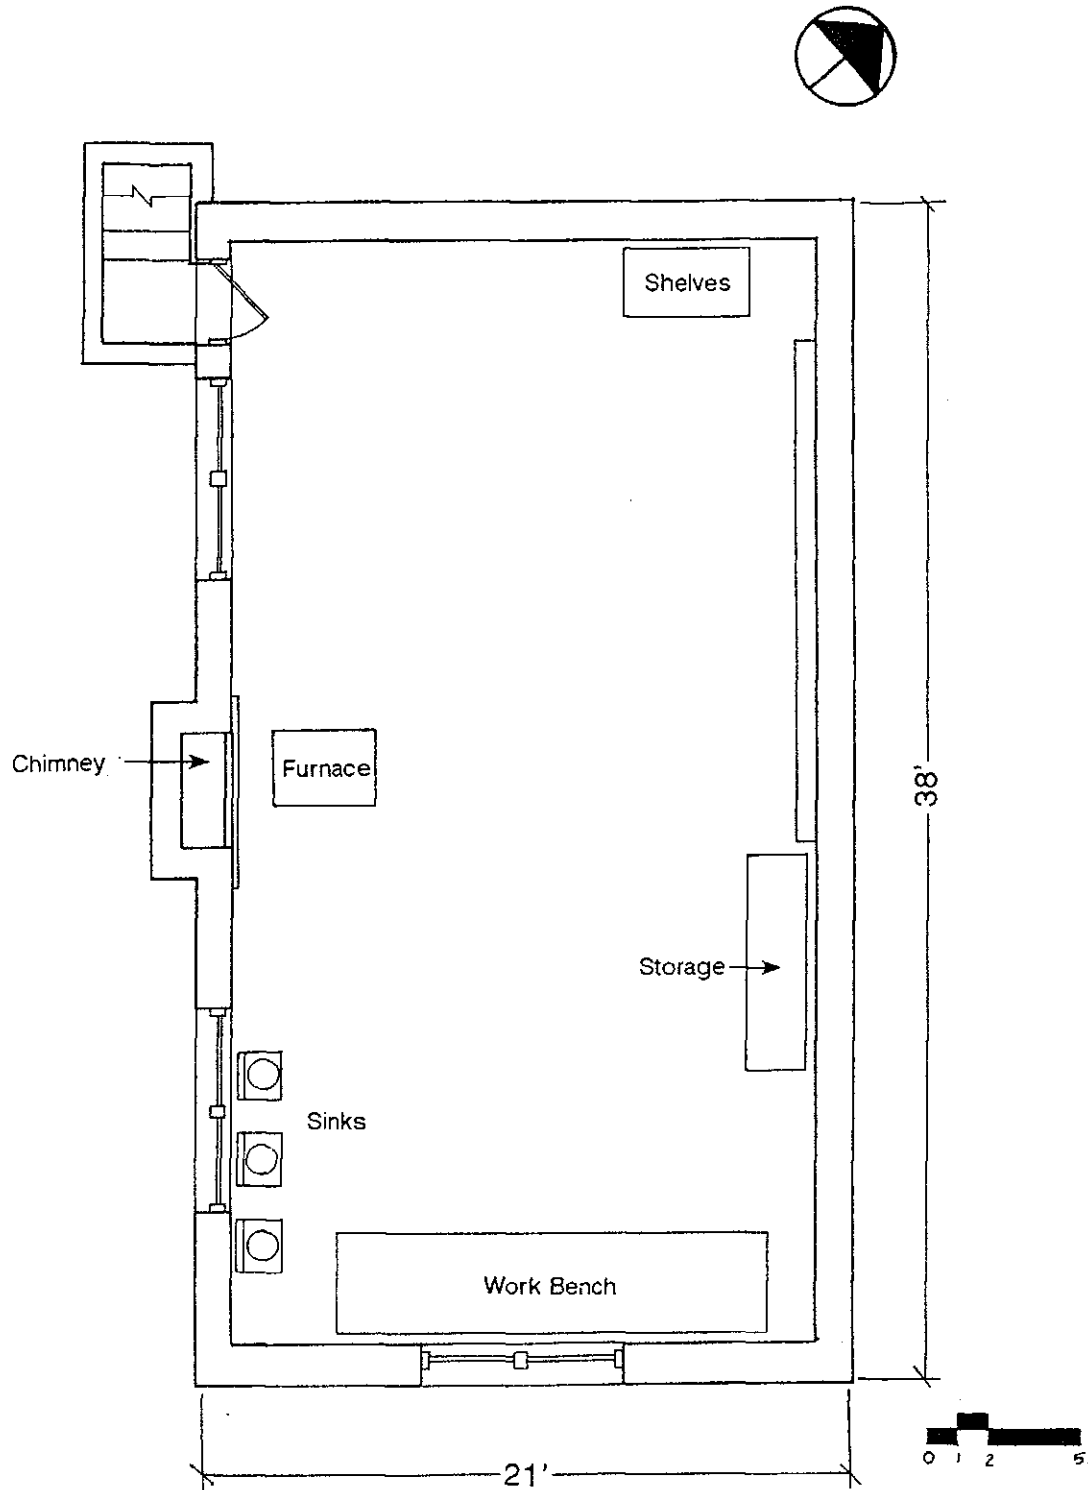 Shelves
Chimney
Furnace
38'
Storage
Sinks
Work Bench
21'
0 1 2 5